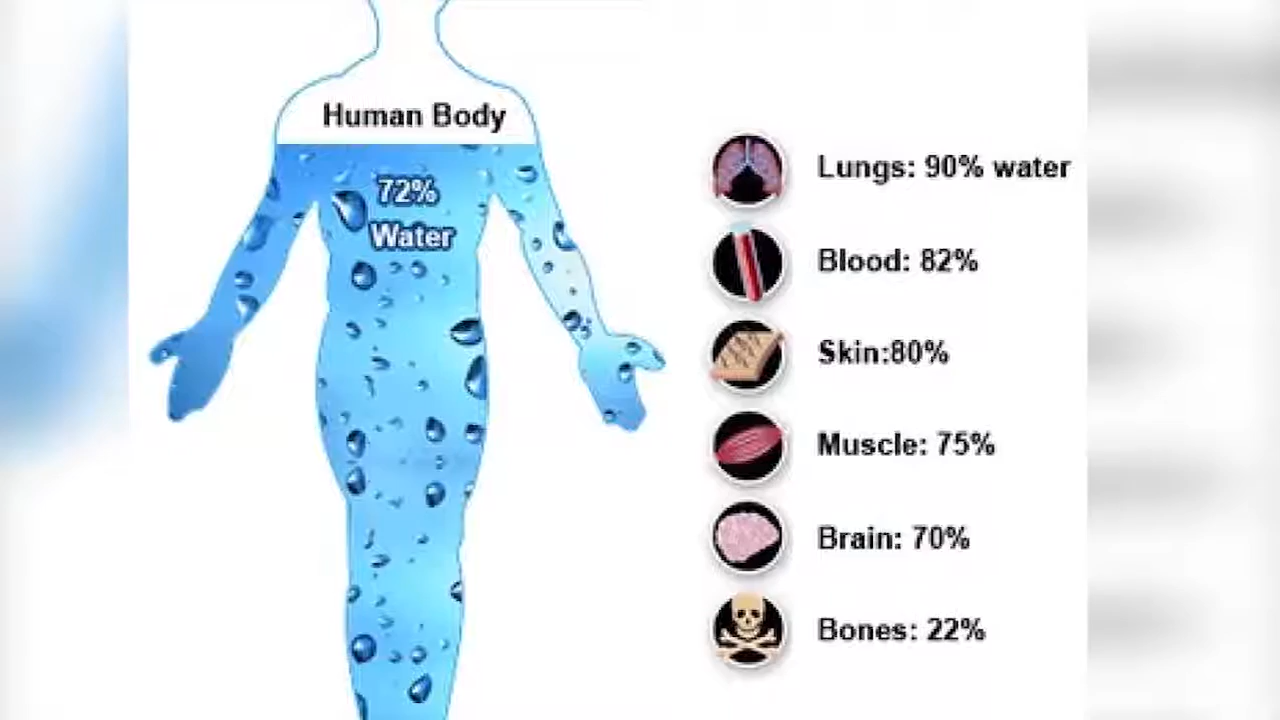 Human Body
72%
Water
Lungs: 90% water
Blood: 82%
Skin:80%
Muscle: 75%
Brain: 70%
Bones: 22%